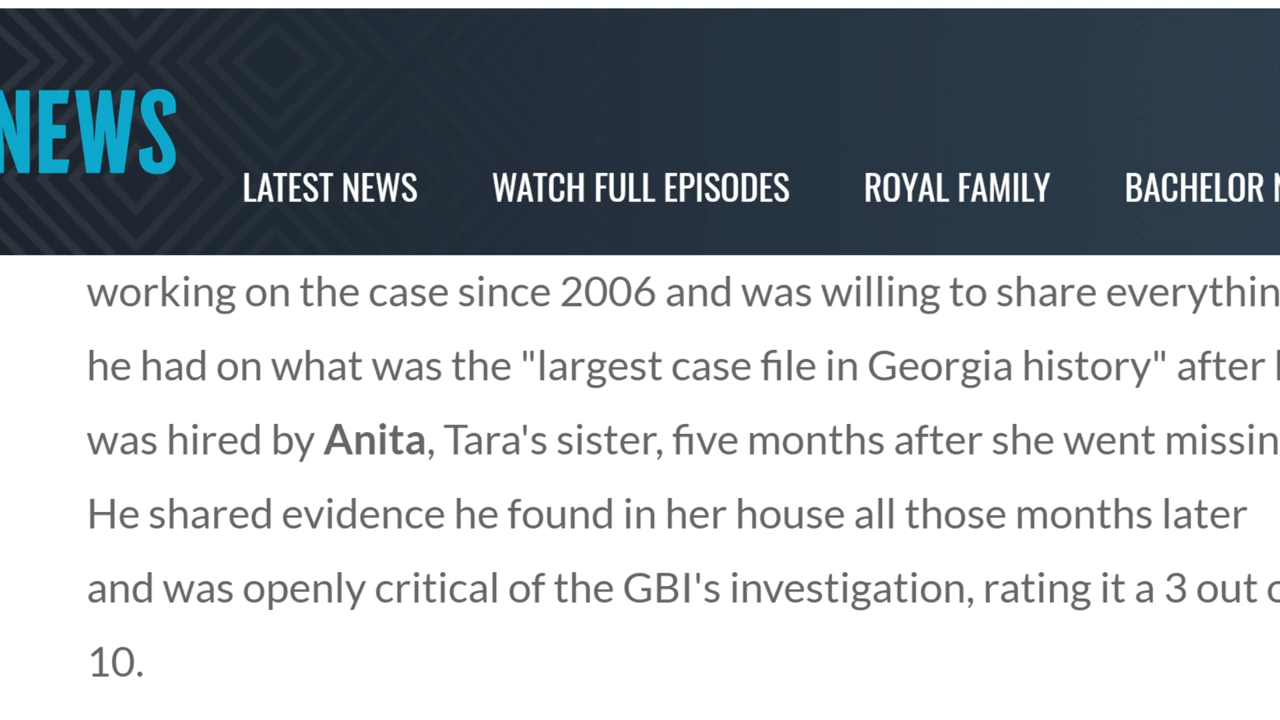 NEWS
LATEST NEWS WATCH FULL EPISODES ROYAL FAMILY BACHELOR
working on the case since 2006 and was willing to share
he had on what was the "largest case file in Georgia history" after
was hired by Anita, Tara's sister, five months after she went
He shared evidence he found in her house all those months later
and was openly critical of the GBI's investigation, rating it a 3 out
10.